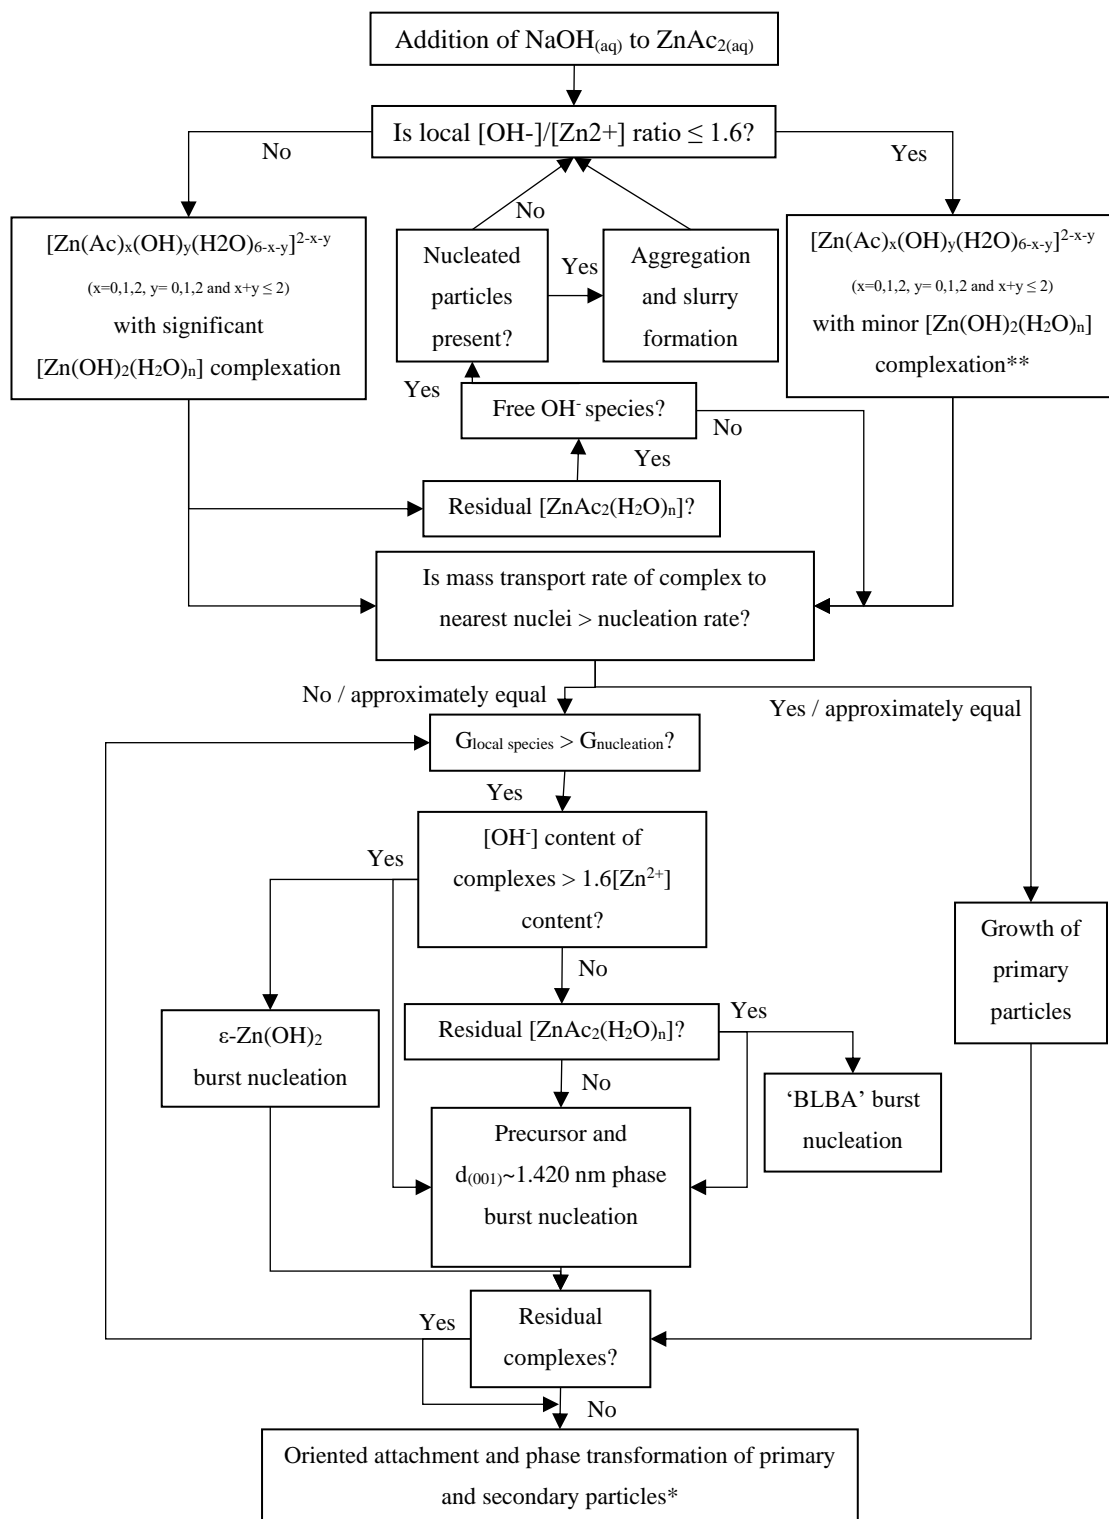 Addition of NaOH(aq) to ZnAc2(aq)
Is local [OH-]/[Zn2+] ratio ≤ 1.6?
No
Yes
[Zn(Ac)x(OH)y(H2O)6-x-y]2-x-y
(x=0,1,2, y= 0,1,2 and x+y ≤ 2)
with significant
[Zn(OH)2(H2O)n] complexation
No
Nucleated
particles
present?
Yes
Aggregation
and slurry
formation
[Zn(Ac)x(OH)y(H2O)6-x-y]2-x-y
(x=0,1,2, y= 0,1,2 and x+y ≤ 2)
with minor [Zn(OH)2(H2O)n]
complexation**
Yes
Free OH- species?
No
Yes
Residual [ZnAc2(H2O)n]?
Is mass transport rate of complex to
nearest nuclei > nucleation rate?
No / approximately equal
Yes / approximately equal
Glocal species > Gnucleation?
Yes
[OH-] content of
complexes > 1.6[Zn2+]
content?
Yes
No
Growth of
primary
particles
ε-Zn(OH)2
burst nucleation
Residual [ZnAc2(H2O)n]?
Yes
No
‘BLBA’ burst
nucleation
Precursor and
d(001)~1.420 nm phase
burst nucleation
Residual
complexes?
Yes
No
Oriented attachment and phase transformation of primary
and secondary particles*